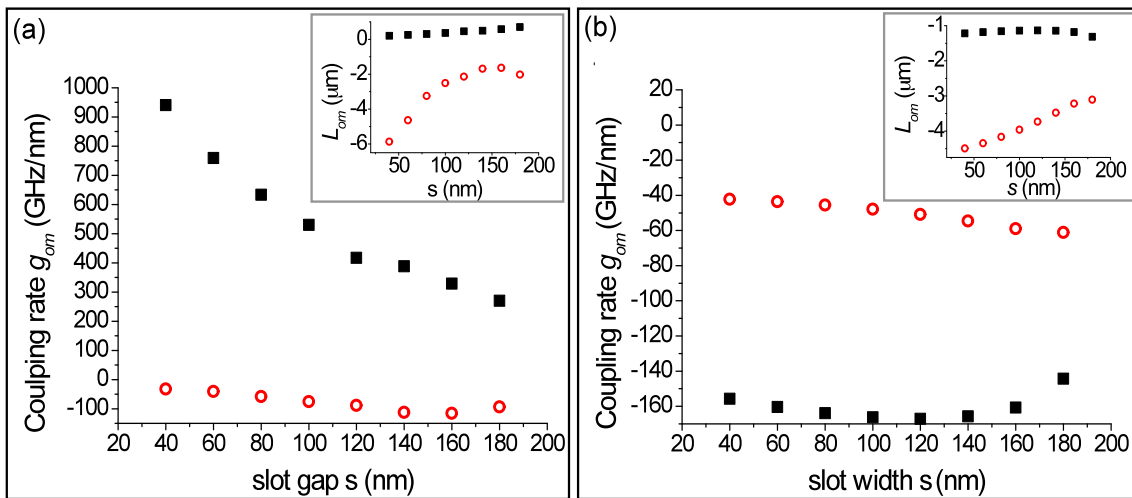 (a)
Coulping rate g_om (GHz/nm)
1000
900
800
700
600
500
400
300
200
100
0
-100
20 40 60 80 100 120 140 160 180 200
slot gap s (nm)
L_om (μm)
0
-2
-4
-6
50 100 150 200
s (nm)
(b)
Coupling rate g_om (GHz/nm)
20
0
-20
-40
-60
-80
-100
-120
-140
-160
20 40 60 80 100 120 140 160 180 200
slot width s (nm)
L_om (μm)
-1
-3
-4
50 100 150 200
s (nm)